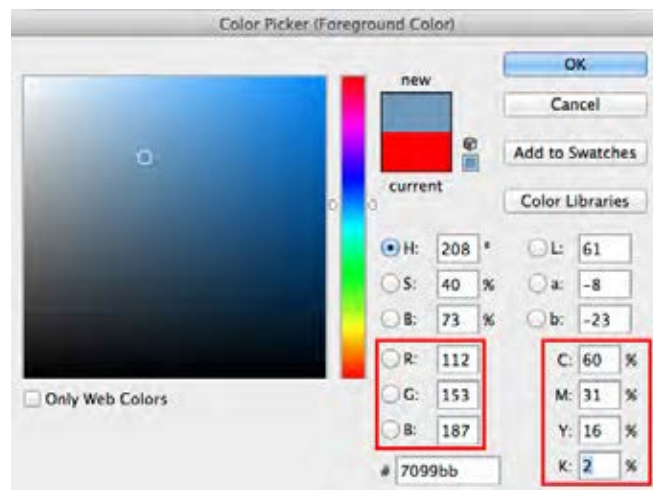 Color Picker (Foreground Color)
new
current
OK
Cancel
Add to Swatches
Color Libraries
H: 208 °
S: 40 %
B: 73 %
L: 61
a: -8
b: -23
R: 112
G: 153
B: 187
# 7099bb
C: 60 %
M: 31 %
Y: 16 %
K: 2 %
Only Web Colors